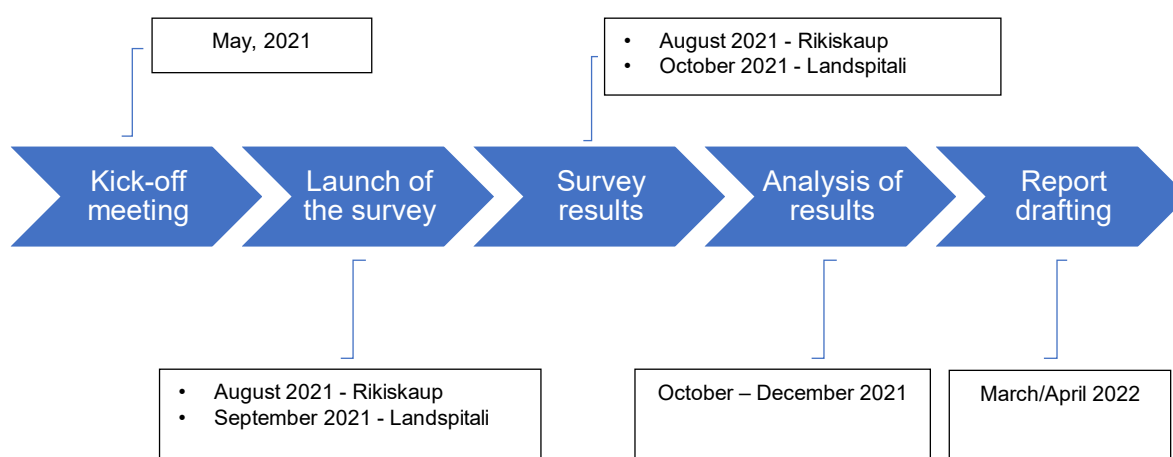 May, 2021
• August 2021 - Rikiskaup
• October 2021 - Landspitali
Kick-off
meeting
Launch of
the survey
Survey
results
Analysis of
results
Report
drafting
• August 2021 - Rikiskaup
• September 2021 - Landspitali
October – December 2021
March/April 2022